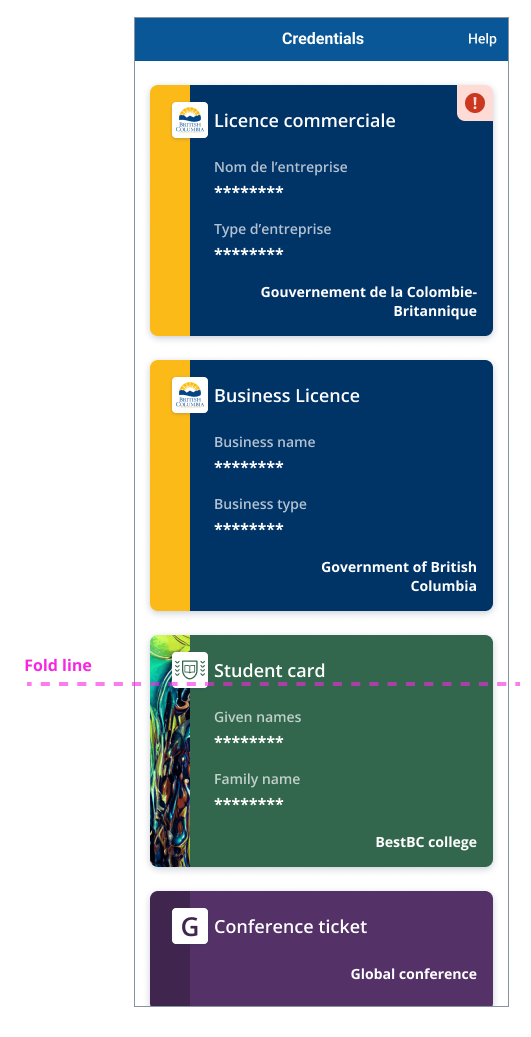 Credentials
Help
Licence commerciale
BRITISH
COLUMBIA
Nom de l’entreprise
********
Type d’entreprise
********
Gouvernement de la Colombie-
Britannique
Business Licence
BRITISH
COLUMBIA
Business name
********
Business type
********
Government of British
Columbia
Fold line
Student card
Given names
********
Family name
********
BestBC college
G
Conference ticket
Global conference